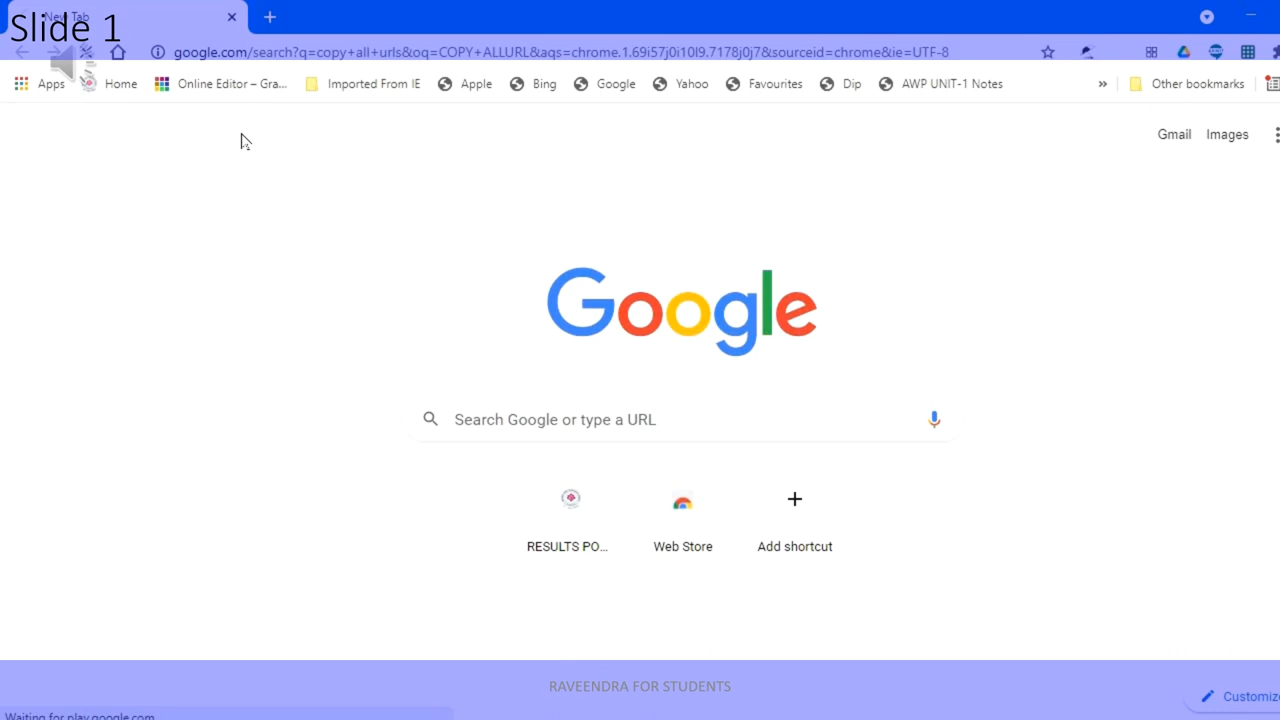 Slide 1
New Tab
google.com/search?q=copy+all+urls&oq=COPY+ALLURL&aqs=chrome.1.69i57j0i10l9.7178j0j7&sourceid=chrome&ie=UTF-8
Apps Home Online Editor – Gra... Imported From IE Apple Bing Google Yahoo Favourites Dip AWP UNIT-1 Notes » Other bookmarks
Gmail Images
Google
Search Google or type a URL
RESULTS PO... Web Store Add shortcut
RAVEENDRA FOR STUDENTS
Customize
Waiting for play.google.com